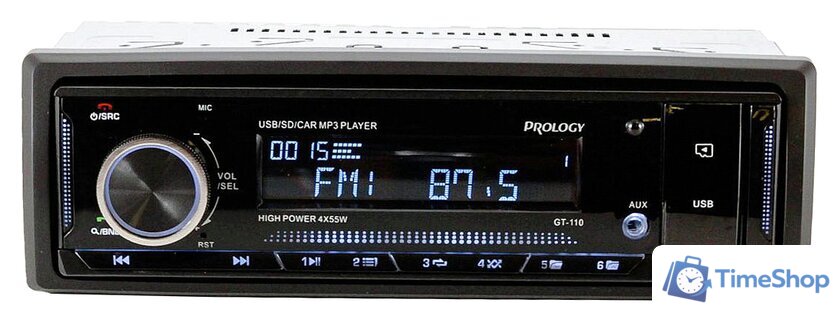 MIC
/SRC
USB/SD/CAR MP3 PLAYER
PROLOGY
0015
1
VOL
/SEL
FM1 87.5
AUX
USB
HIGH POWER 4X55W
GT-110
/BND
RST
1 2 3 4 5 6
TimeShop